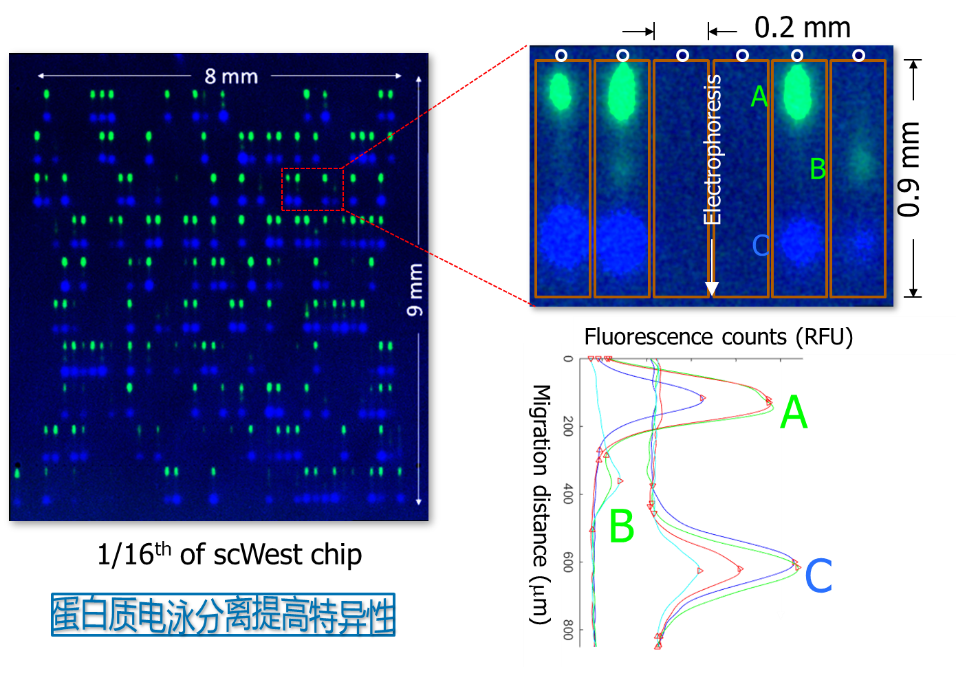 8 mm
9 mm
1/16th of scWest chip
蛋白质电泳分离提高特异性
0.2 mm
A
B
C
Electrophoresis
0.9 mm
Fluorescence counts (RFU)
Migration distance (μm)
0
200
400
600
800
A
B
C